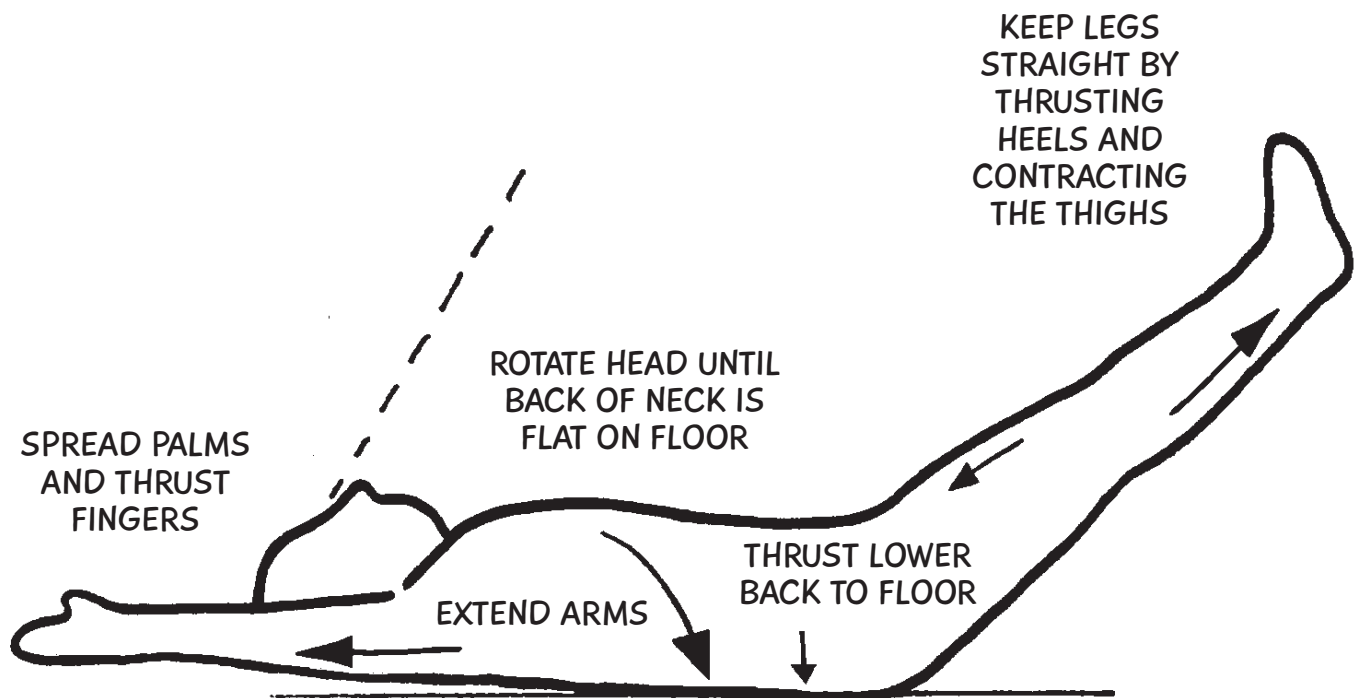 KEEP LEGS
STRAIGHT BY
THRUSTING
HEELS AND
CONTRACTING
THE THIGHS
ROTATE HEAD UNTIL
BACK OF NECK IS
FLAT ON FLOOR
SPREAD PALMS
AND THRUST
FINGERS
THRUST LOWER
BACK TO FLOOR
EXTEND ARMS